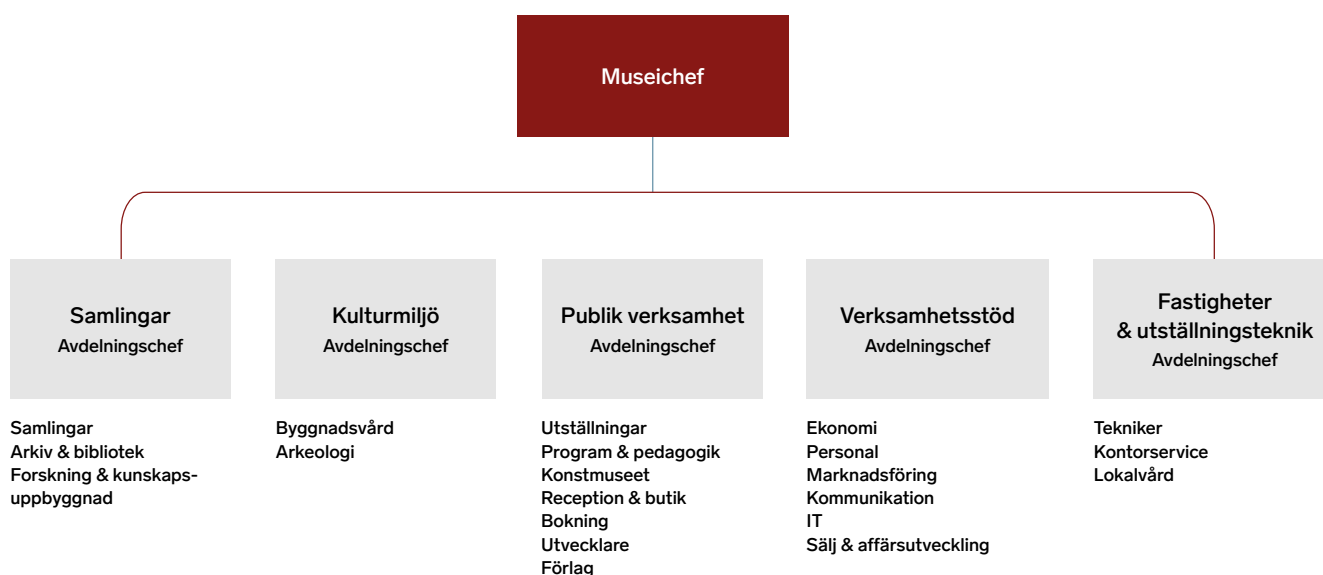 Museichef
Samlingar
Avdelningschef
Samlingar
Arkiv & bibliotek
Forskning & kunskaps-
uppbyggnad
Kulturmiljö
Avdelningschef
Byggnadsvård
Arkeologi
Publik verksamhet
Avdelningschef
Utställningar
Program & pedagogik
Konstmuseet
Reception & butik
Bokning
Utvecklare
Förlag
Verksamhetsstöd
Avdelningschef
Ekonomi
Personal
Marknadsföring
Kommunikation
IT
Sälj & affärsutveckling
Fastigheter
& utställningsteknik
Avdelningschef
Tekniker
Kontorservice
Lokalvård